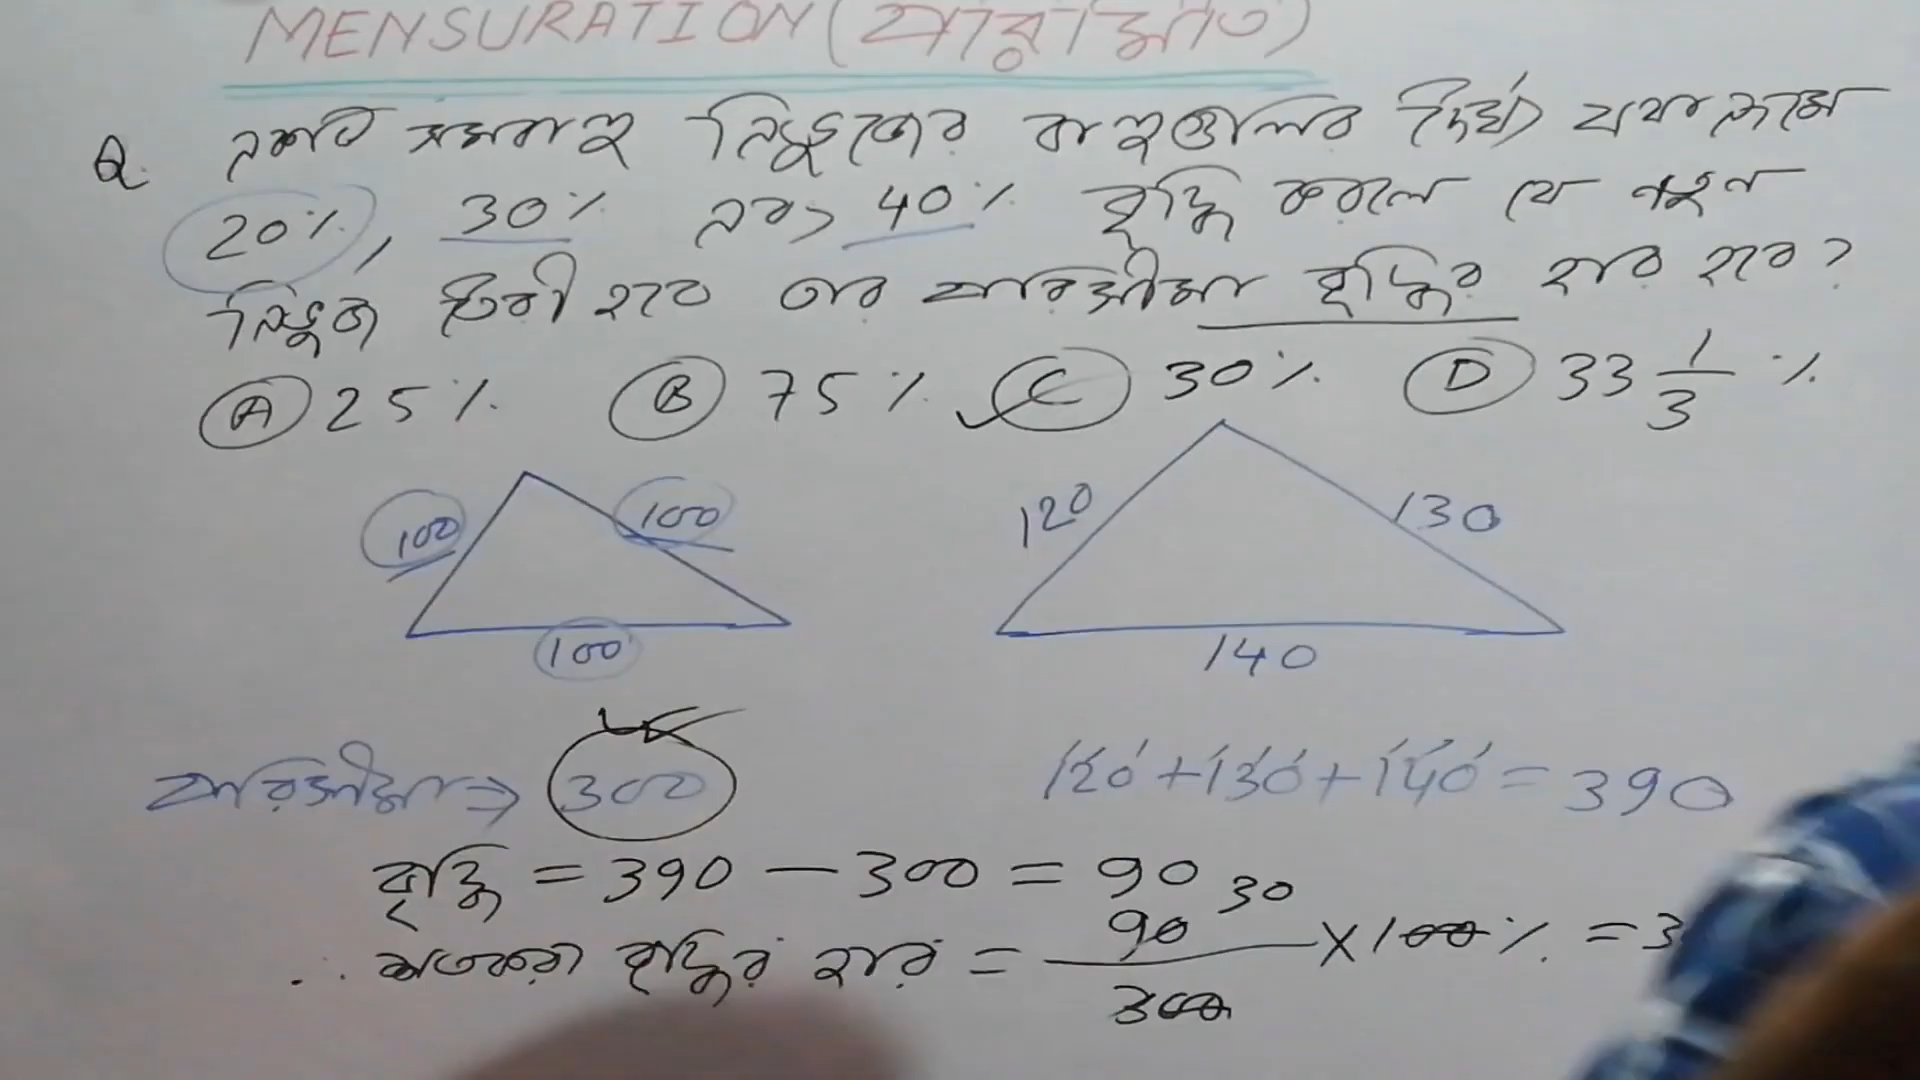 MENSURATION (পরিমিতি)
Q. একটি সমবাহু ত্রিভুজের বাহুগুলির দৈর্ঘ্য যথাক্রমে
20%, 30% এবং 40% বৃদ্ধি করলে যে নতুন
ত্রিভুজ তৈরী হবে তার পরিসীমা বৃদ্ধির হার হবে?
A 25% B 75% C 30% D 33 1/3 %
100 100 120 130
100 140
পরিসীমা ⇒ 300 120+130+140=390
বৃদ্ধি = 390 − 300 = 90
30
∴ শতকরা বৃদ্ধির হার = 90/300 × 100% = 3